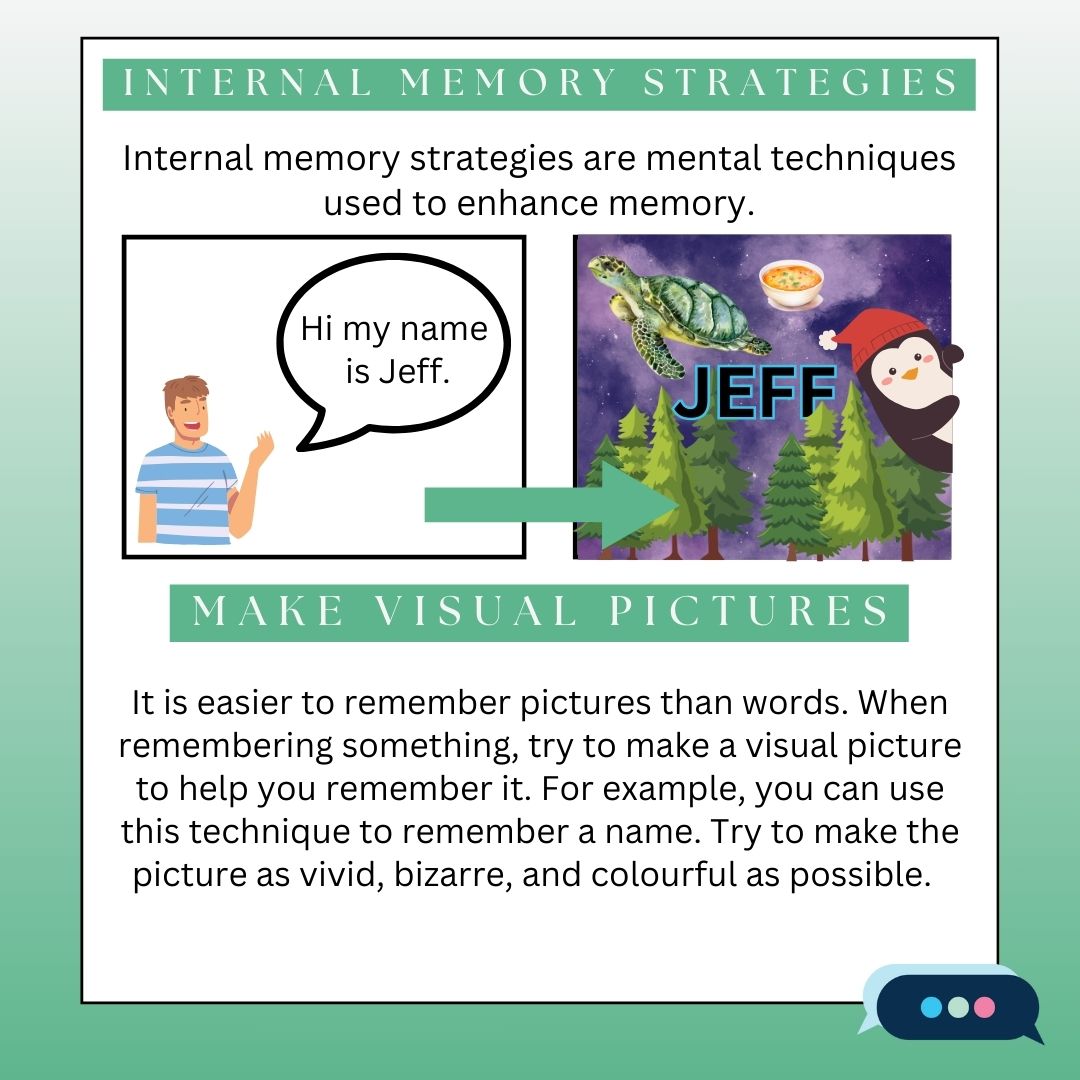 INTERNAL MEMORY STRATEGIES
Internal memory strategies are mental techniques
used to enhance memory.
Hi my name
is Jeff.
JEFF
MAKE VISUAL PICTURES
It is easier to remember pictures than words. When
remembering something, try to make a visual picture
to help you remember it. For example, you can use
this technique to remember a name. Try to make the
picture as vivid, bizarre, and colourful as possible.